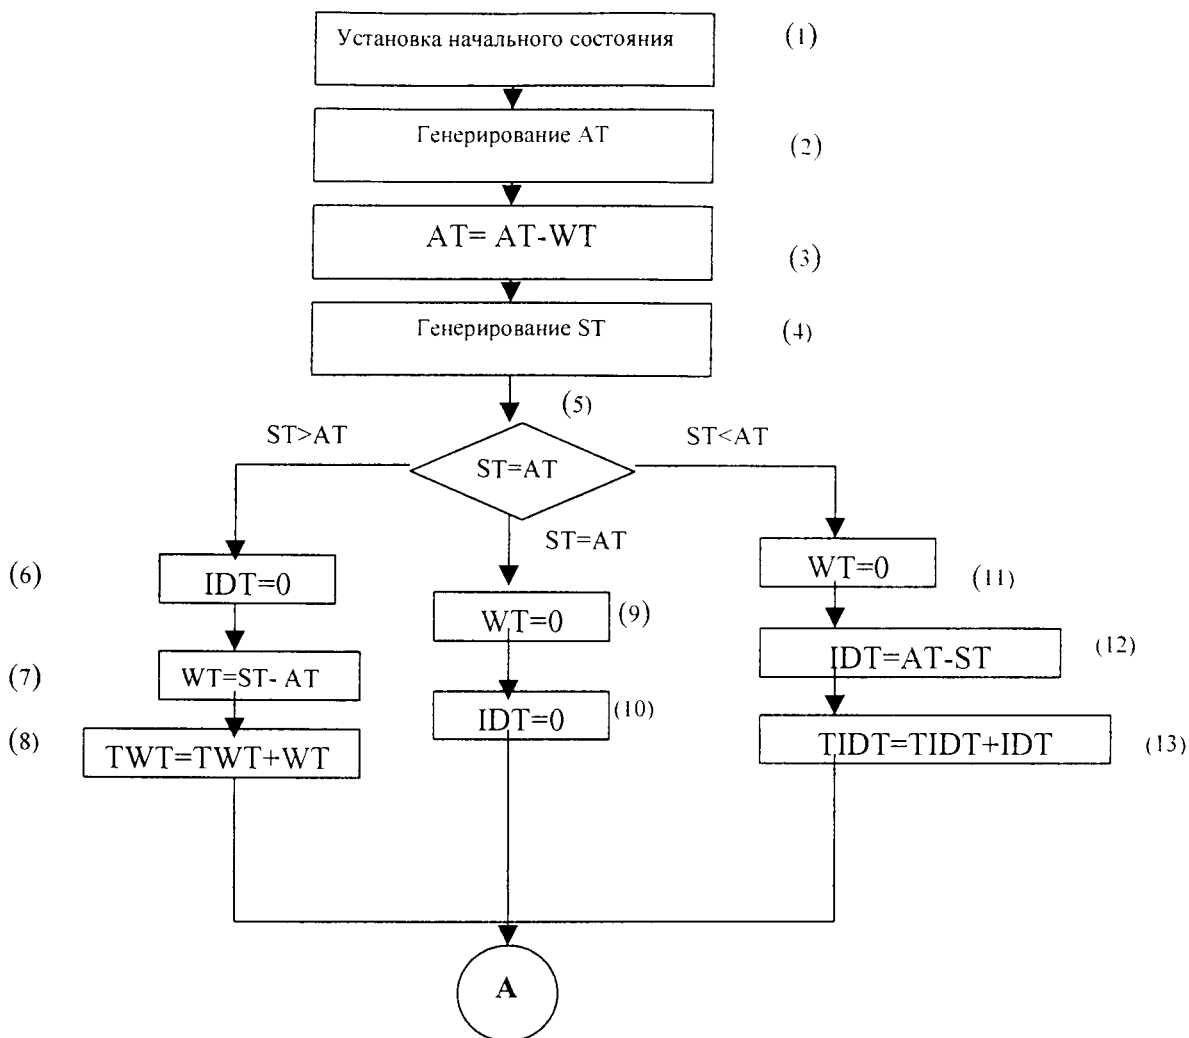 Установка начального состояния
(1)
Генерирование AT
(2)
AT= AT-WT
(3)
Генерирование ST
(4)
(5)
ST>AT
ST<AT
ST=AT
ST=AT
(6)
IDT=0
WT=0
(11)
WT=0
(9)
(7)
WT=ST- AT
IDT=AT-ST
(12)
IDT=0
(10)
(8)
TWT=TWT+WT
TIDT=TIDT+IDT
(13)
A